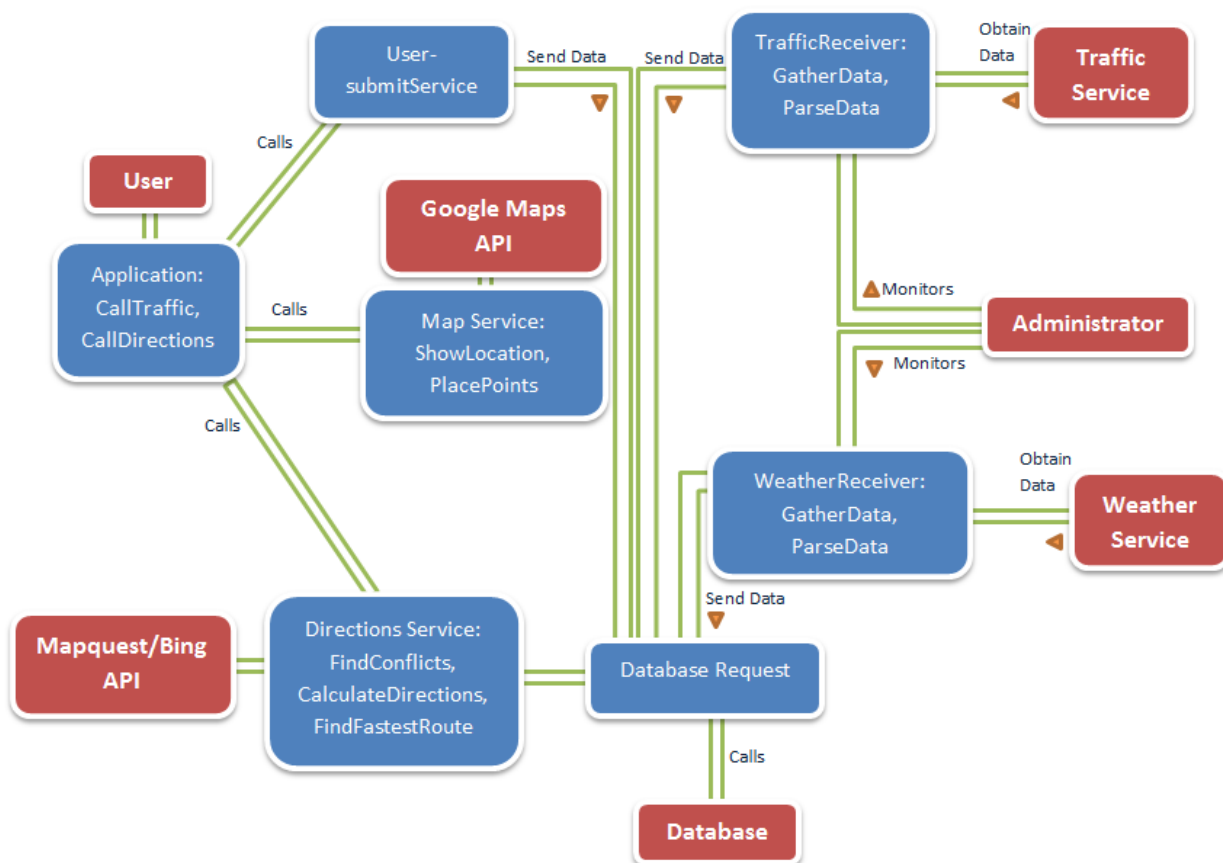 User-
submitService
Send Data
Send Data
TrafficReceiver:
GatherData,
ParseData
Obtain
Data
Traffic
Service
Calls
User
Google Maps
API
Application:
CallTraffic,
CallDirections
Calls
Map Service:
ShowLocation,
PlacePoints
Monitors
Administrator
Monitors
Calls
WeatherReceiver:
GatherData,
ParseData
Obtain
Data
Weather
Service
Send Data
Mapquest/Bing
API
Directions Service:
FindConflicts,
CalculateDirections,
FindFastestRoute
Database Request
Calls
Database